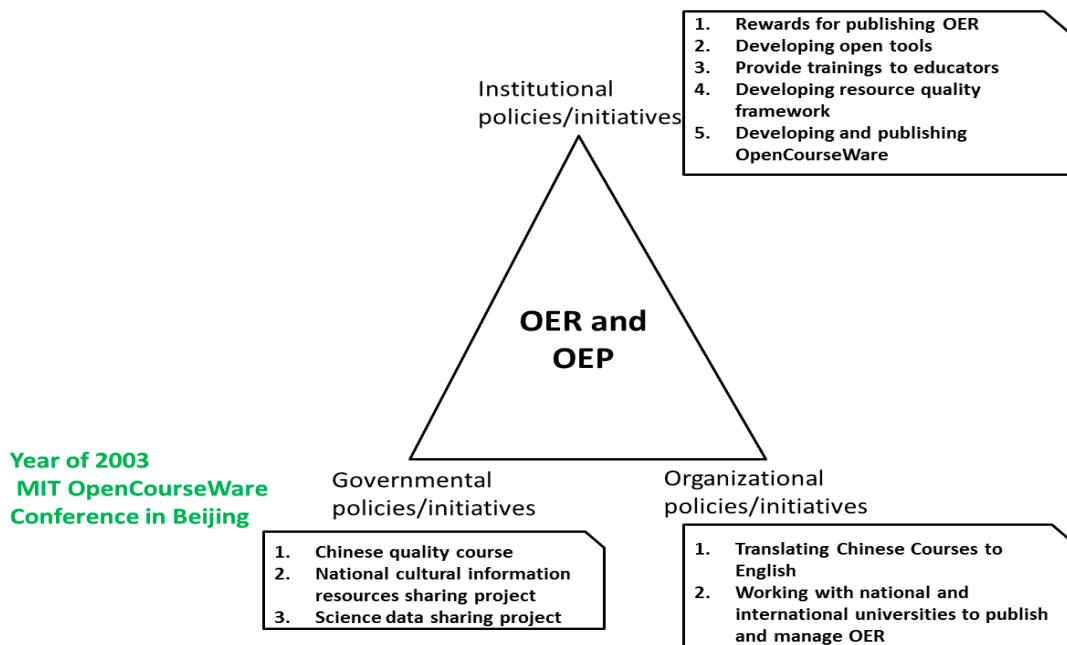 1. Rewards for publishing OER
2. Developing open tools
3. Provide trainings to educators
4. Developing resource quality
framework
5. Developing and publishing
OpenCourseWare
Institutional
policies/initiatives
OER and
OEP
Year of 2003
MIT OpenCourseWare
Conference in Beijing
Governmental
policies/initiatives
1. Chinese quality course
2. National cultural information
resources sharing project
3. Science data sharing project
Organizational
policies/initiatives
1. Translating Chinese Courses to
English
2. Working with national and
international universities to publish
and manage OER